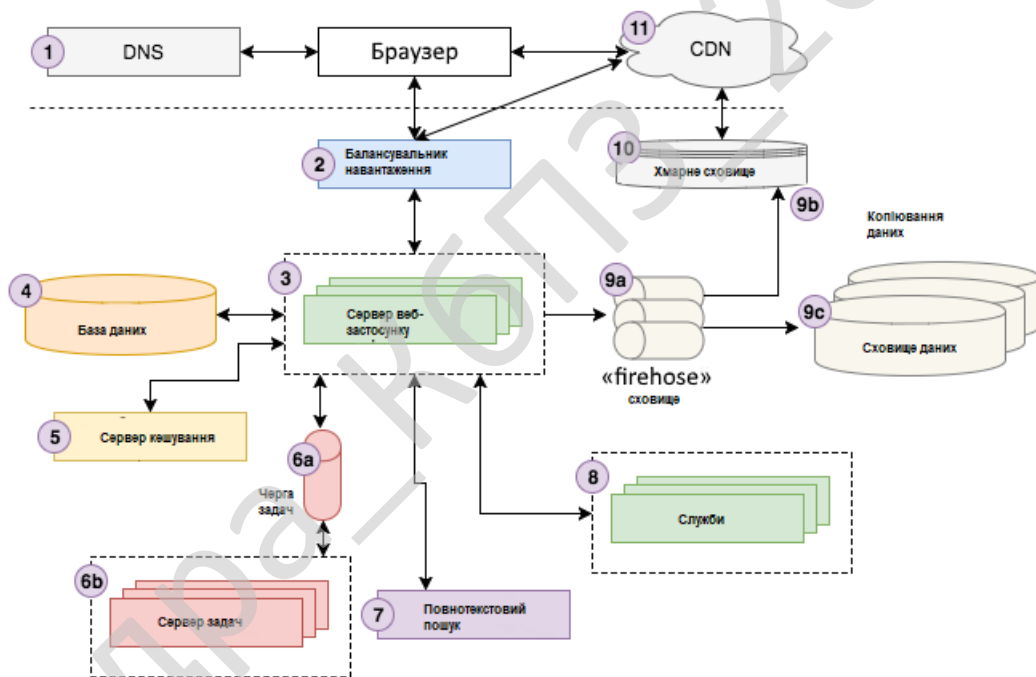 1
DNS
Браузер
11
CDN
2
Балансувальник
навантаження
10
Хмарне сховище
9b
Копіювання
даних
3
4
9a
Сервер веб-
застосунку
9c
База даних
Сховище даних
«firehose»
сховище
5
Сервер кешування
6a
8
Черга
задач
Служби
6b
7
Повнотекстовий
пошук
Сервер задач
дра_КбПЗ_20